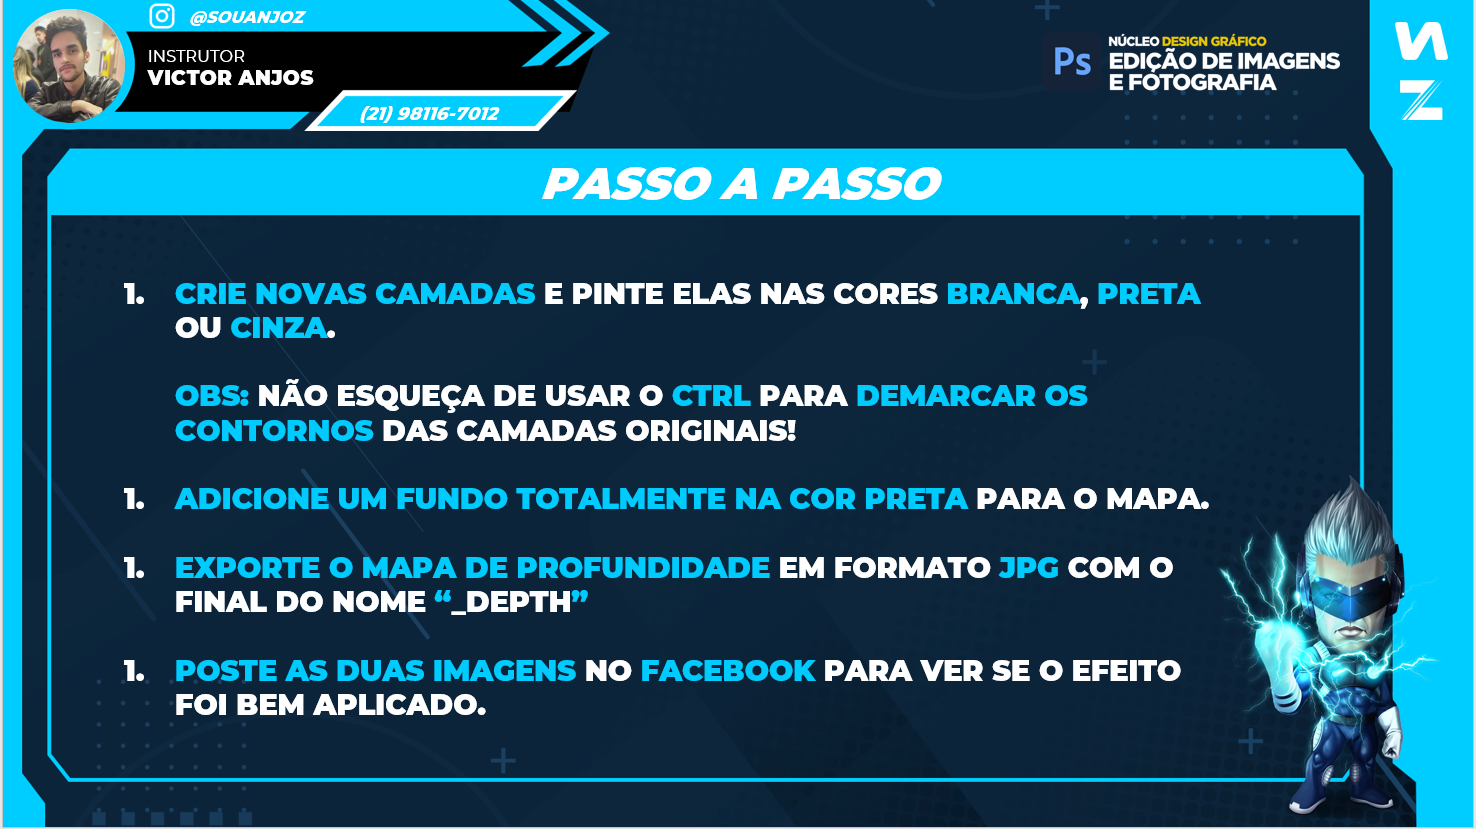 @SOUANJOZ
INSTRUTOR
VICTOR ANJOS
(21) 98116-7012
Ps
NÚCLEO DESIGN GRÁFICO
EDIÇÃO DE IMAGENS
E FOTOGRAFIA
PASSO A PASSO
1. CRIE NOVAS CAMADAS E PINTE ELAS NAS CORES BRANCA, PRETA
OU CINZA.
OBS: NÃO ESQUEÇA DE USAR O CTRL PARA DEMARCAR OS
CONTORNOS DAS CAMADAS ORIGINAIS!
1. ADICIONE UM FUNDO TOTALMENTE NA COR PRETA PARA O MAPA.
1. EXPORTE O MAPA DE PROFUNDIDADE EM FORMATO JPG COM O
FINAL DO NOME “_DEPTH”
1. POSTE AS DUAS IMAGENS NO FACEBOOK PARA VER SE O EFEITO
FOI BEM APLICADO.